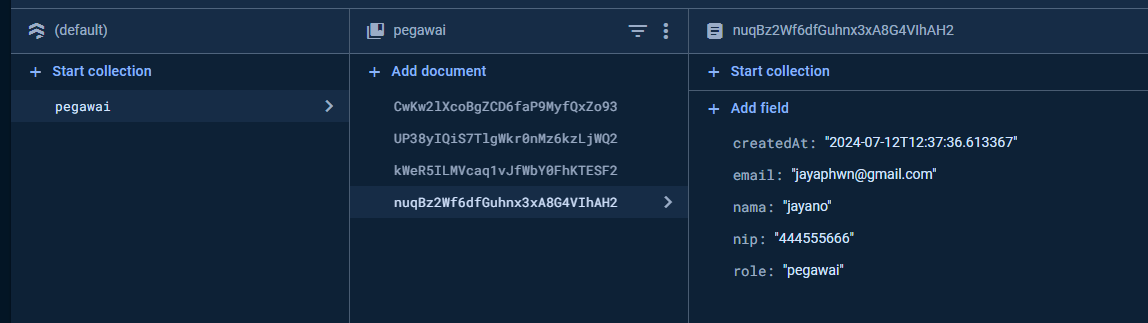 (default)
+ Start collection
pegawai
pegawai
+ Add document
CwKw2lXcoBgZCD6faP9MyfQxZo93
UP38yIQiS7TlgWkr0nMz6kzLjWQ2
kWeR5ILMVcaq1vJfWbY0FhKTESF2
nuqBz2Wf6dfGuhnx3xA8G4VIhAH2
nuqBz2Wf6dfGuhnx3xA8G4VIhAH2
+ Start collection
+ Add field
createdAt: "2024-07-12T12:37:36.613367"
email: "jayaphwn@gmail.com"
nama: "jayano"
nip: "444555666"
role: "pegawai"